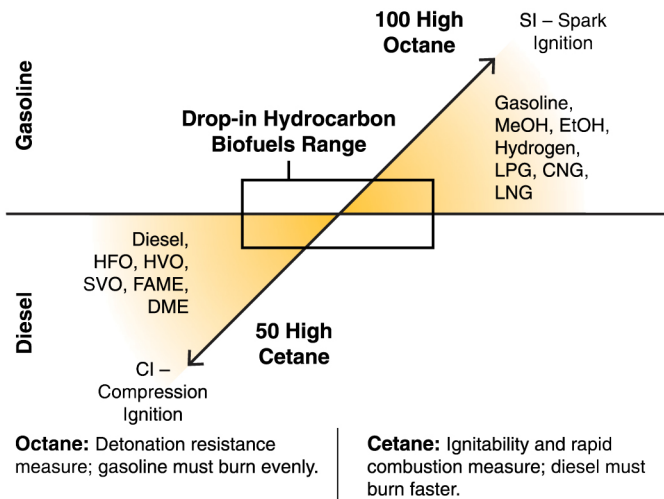 100 High
Octane
SI – Spark
Ignition
Gasoline
Drop-in Hydrocarbon
Biofuels Range
Gasoline,
MeOH, EtOH,
Hydrogen,
LPG, CNG,
LNG
Diesel
Diesel,
HFO, HVO,
SVO, FAME,
DME
50 High
Cetane
CI –
Compression
Ignition
Octane: Detonation resistance
measure; gasoline must burn evenly.
Cetane: Ignitability and rapid
combustion measure; diesel must
burn faster.